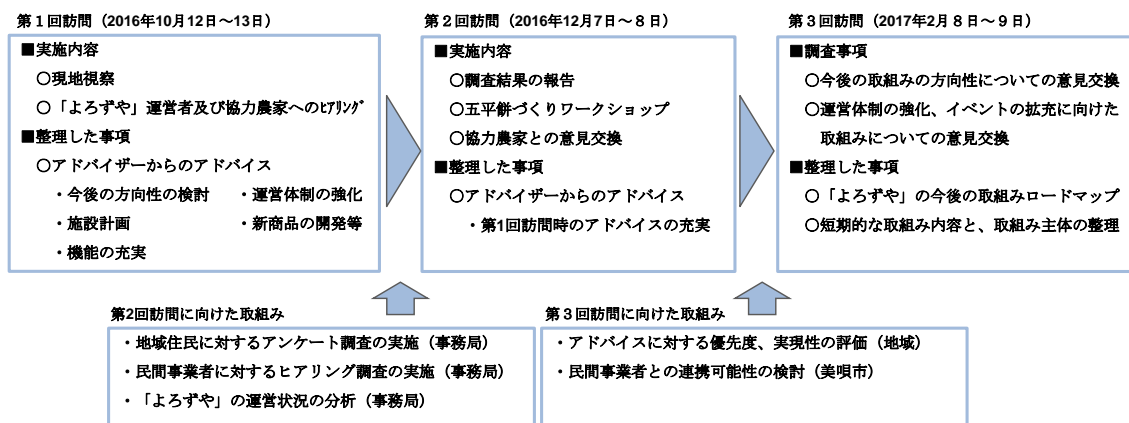 第１回訪問（2016年10月12日～13日）
■実施内容
○現地視察
○「よろずや」運営者及び協力農家へのﾋｱﾘﾝｸﾞ
■整理した事項
○アドバイザーからのアドバイス
・今後の方向性の検討　・運営体制の強化
・施設計画　・新商品の開発等
・機能の充実
第２回訪問（2016年12月7日～８日）
■実施内容
○調査結果の報告
○五平餅づくりワークショップ
○協力農家との意見交換
■整理した事項
○アドバイザーからのアドバイス
・第1回訪問時のアドバイスの充実
第３回訪問（2017年2月８日～９日）
■調査事項
○今後の取組みの方向性についての意見交換
○運営体制の強化、イベントの拡充に向けた
取組みについての意見交換
■整理した事項
○「よろずや」の今後の取組みロードマップ
○短期的な取組み内容と、取組み主体の整理
第2回訪問に向けた取組み
・地域住民に対するアンケート調査の実施（事務局）
・民間事業者に対するヒアリング調査の実施（事務局）
・「よろずや」の運営状況の分析（事務局）
第３回訪問に向けた取組み
・アドバイスに対する優先度、実現性の評価（地域）
・民間事業者との連携可能性の検討（美唄市）